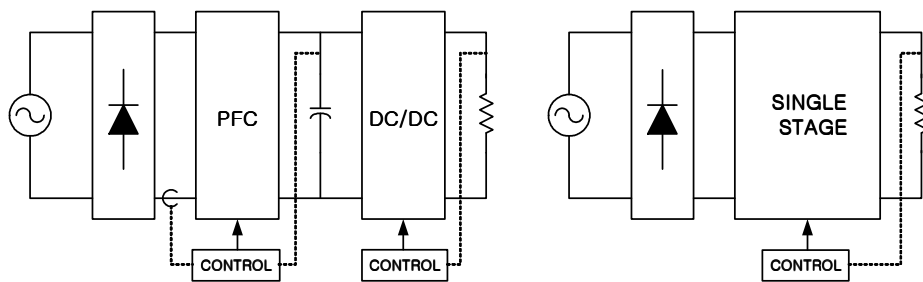 PFC
DC/DC
CONTROL
CONTROL
SINGLE
STAGE
CONTROL